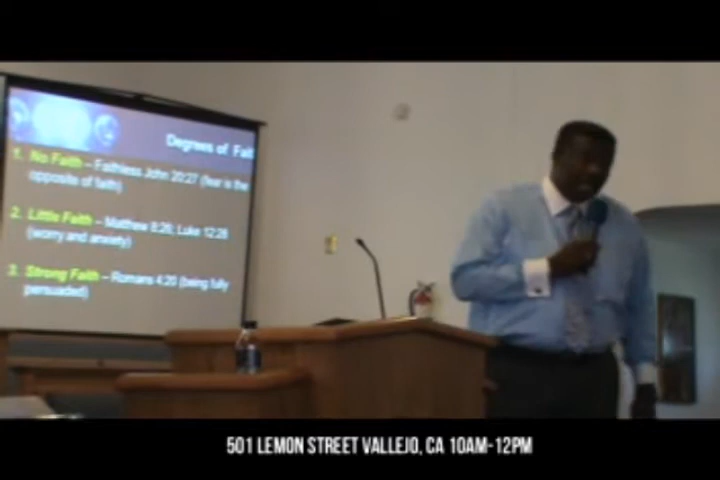 Degrees of Fait
1. No Faith – Faithless John 20:27 (fear is the
opposite of faith)
2. Little Faith – Matthew 8:26, Luke 12:28
(worry and anxiety)
3. Strong Faith – Romans 4:20 (being fully
persuaded)
501 LEMON STREET VALLEJO, CA 10AM-12PM